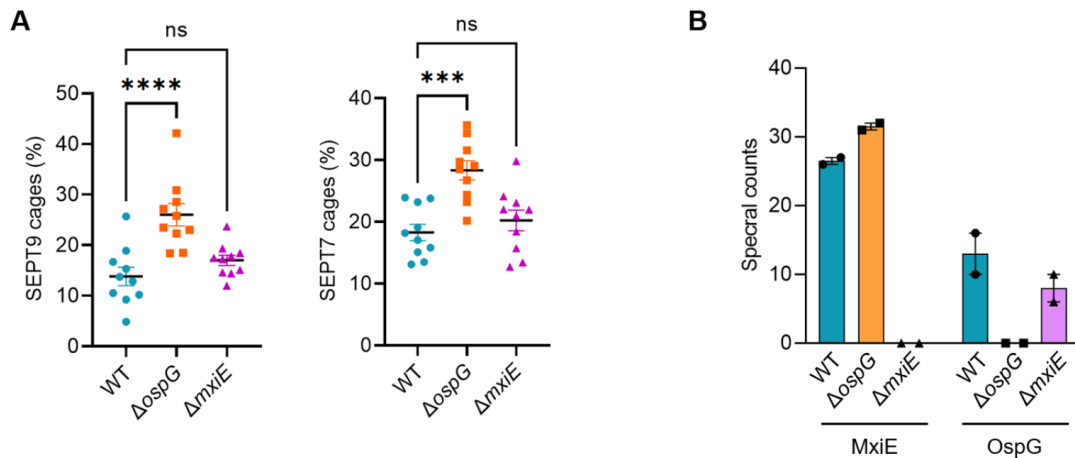 A
ns
****
SEPT9 cages (%)
50
40
30
20
10
0
WT
ΔospG
ΔmxiE
ns
***
SEPT7 cages (%)
40
30
20
10
0
WT
ΔospG
ΔmxiE
B
Specral counts
40
30
20
10
0
WT
ΔospG
ΔmxiE
WT
ΔospG
ΔmxiE
MxiE
OspG